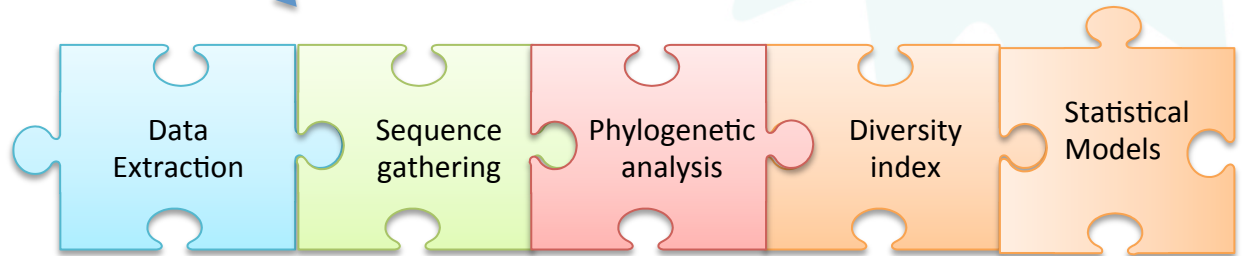 Data
Extraction
Sequence
gathering
Phylogenetic
analysis
Diversity
index
Statistical
Models